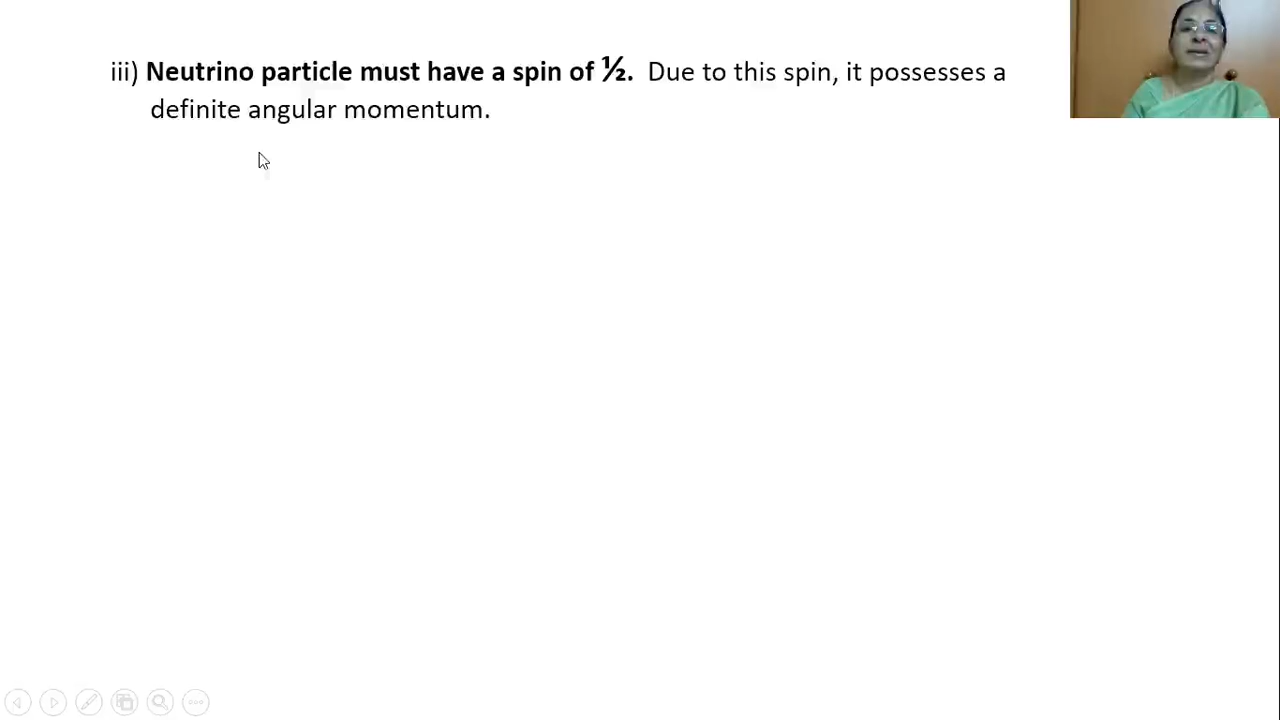 iii) Neutrino particle must have a spin of ½. Due to this spin, it possesses a
definite angular momentum.